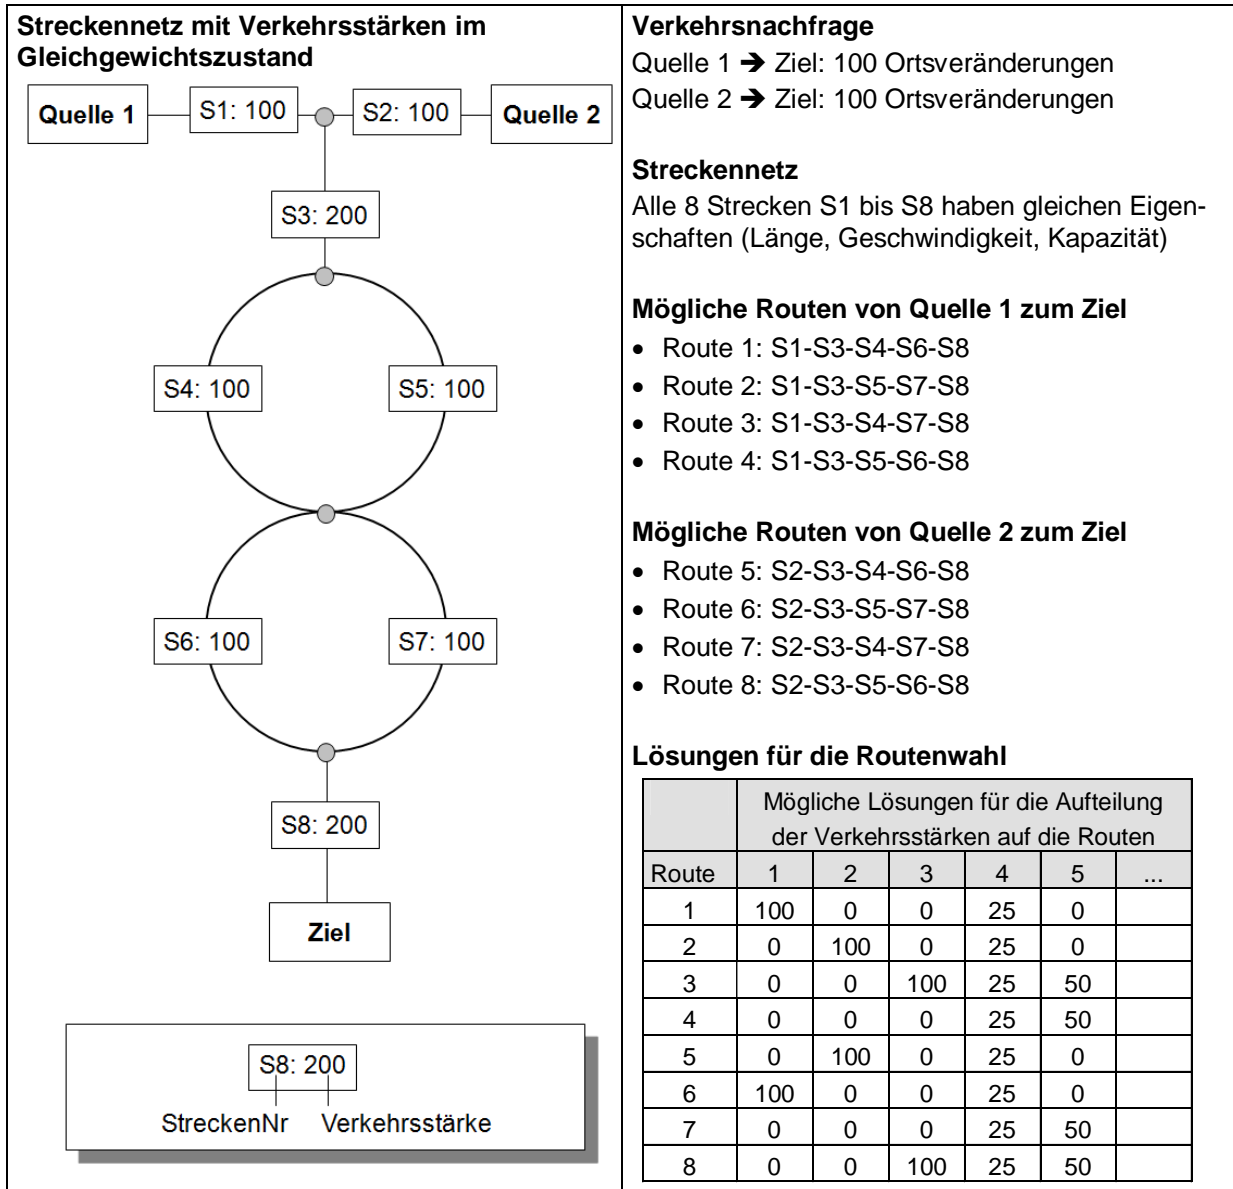 Streckennetz mit Verkehrsstärken im
Gleichgewichtszustand
Quelle 1
S1: 100
S2: 100
Quelle 2
S3: 200
S4: 100
S5: 100
S6: 100
S7: 100
S8: 200
Ziel
S8: 200
StreckenNr Verkehrsstärke
Verkehrsnachfrage
Quelle 1 ➔ Ziel: 100 Ortsveränderungen
Quelle 2 ➔ Ziel: 100 Ortsveränderungen
Streckennetz
Alle 8 Strecken S1 bis S8 haben gleichen Eigen-
schaften (Länge, Geschwindigkeit, Kapazität)
Mögliche Routen von Quelle 1 zum Ziel
• Route 1: S1-S3-S4-S6-S8
• Route 2: S1-S3-S5-S7-S8
• Route 3: S1-S3-S4-S7-S8
• Route 4: S1-S3-S5-S6-S8
Mögliche Routen von Quelle 2 zum Ziel
• Route 5: S2-S3-S4-S6-S8
• Route 6: S2-S3-S5-S7-S8
• Route 7: S2-S3-S4-S7-S8
• Route 8: S2-S3-S5-S6-S8
Lösungen für die Routenwahl
Mögliche Lösungen für die Aufteilung
der Verkehrsstärken auf die Routen
Route 1 2 3 4 5 ...
1 100 0 0 25 0
2 0 100 0 25 0
3 0 0 100 25 50
4 0 0 0 25 50
5 0 100 0 25 0
6 100 0 0 25 0
7 0 0 0 25 50
8 0 0 100 25 50